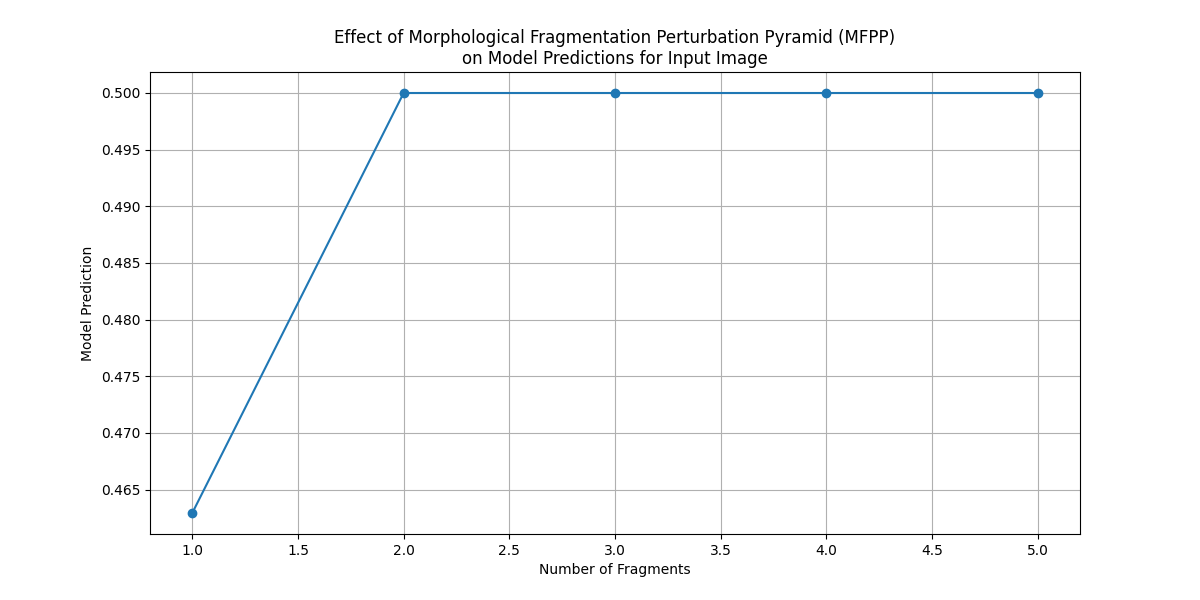 Effect of Morphological Fragmentation Perturbation Pyramid (MFPP)
on Model Predictions for Input Image
0.500
0.495
0.490
0.485
0.480
0.475
0.470
0.465
Model Prediction
1.0 1.5 2.0 2.5 3.0 3.5 4.0 4.5 5.0
Number of Fragments